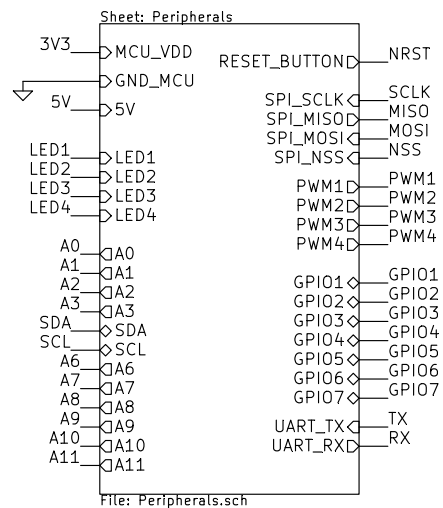 Sheet: Peripherals
3V3 MCU_VDD
GND_MCU
5V 5V
LED1 LED1
LED2 LED2
LED3 LED3
LED4 LED4
A0 A0
A1 A1
A2 A2
A3 A3
SDA SDA
SCL SCL
A6 A6
A7 A7
A8 A8
A9 A9
A10 A10
A11 A11
RESET_BUTTON NRST
SPI_SCLK SCLK
SPI_MISO MISO
SPI_MOSI MOSI
SPI_NSS NSS
PWM1 PWM1
PWM2 PWM2
PWM3 PWM3
PWM4 PWM4
GPIO1 GPIO1
GPIO2 GPIO2
GPIO3 GPIO3
GPIO4 GPIO4
GPIO5 GPIO5
GPIO6 GPIO6
GPIO7 GPIO7
UART_TX TX
UART_RX RX
File: Peripherals.sch